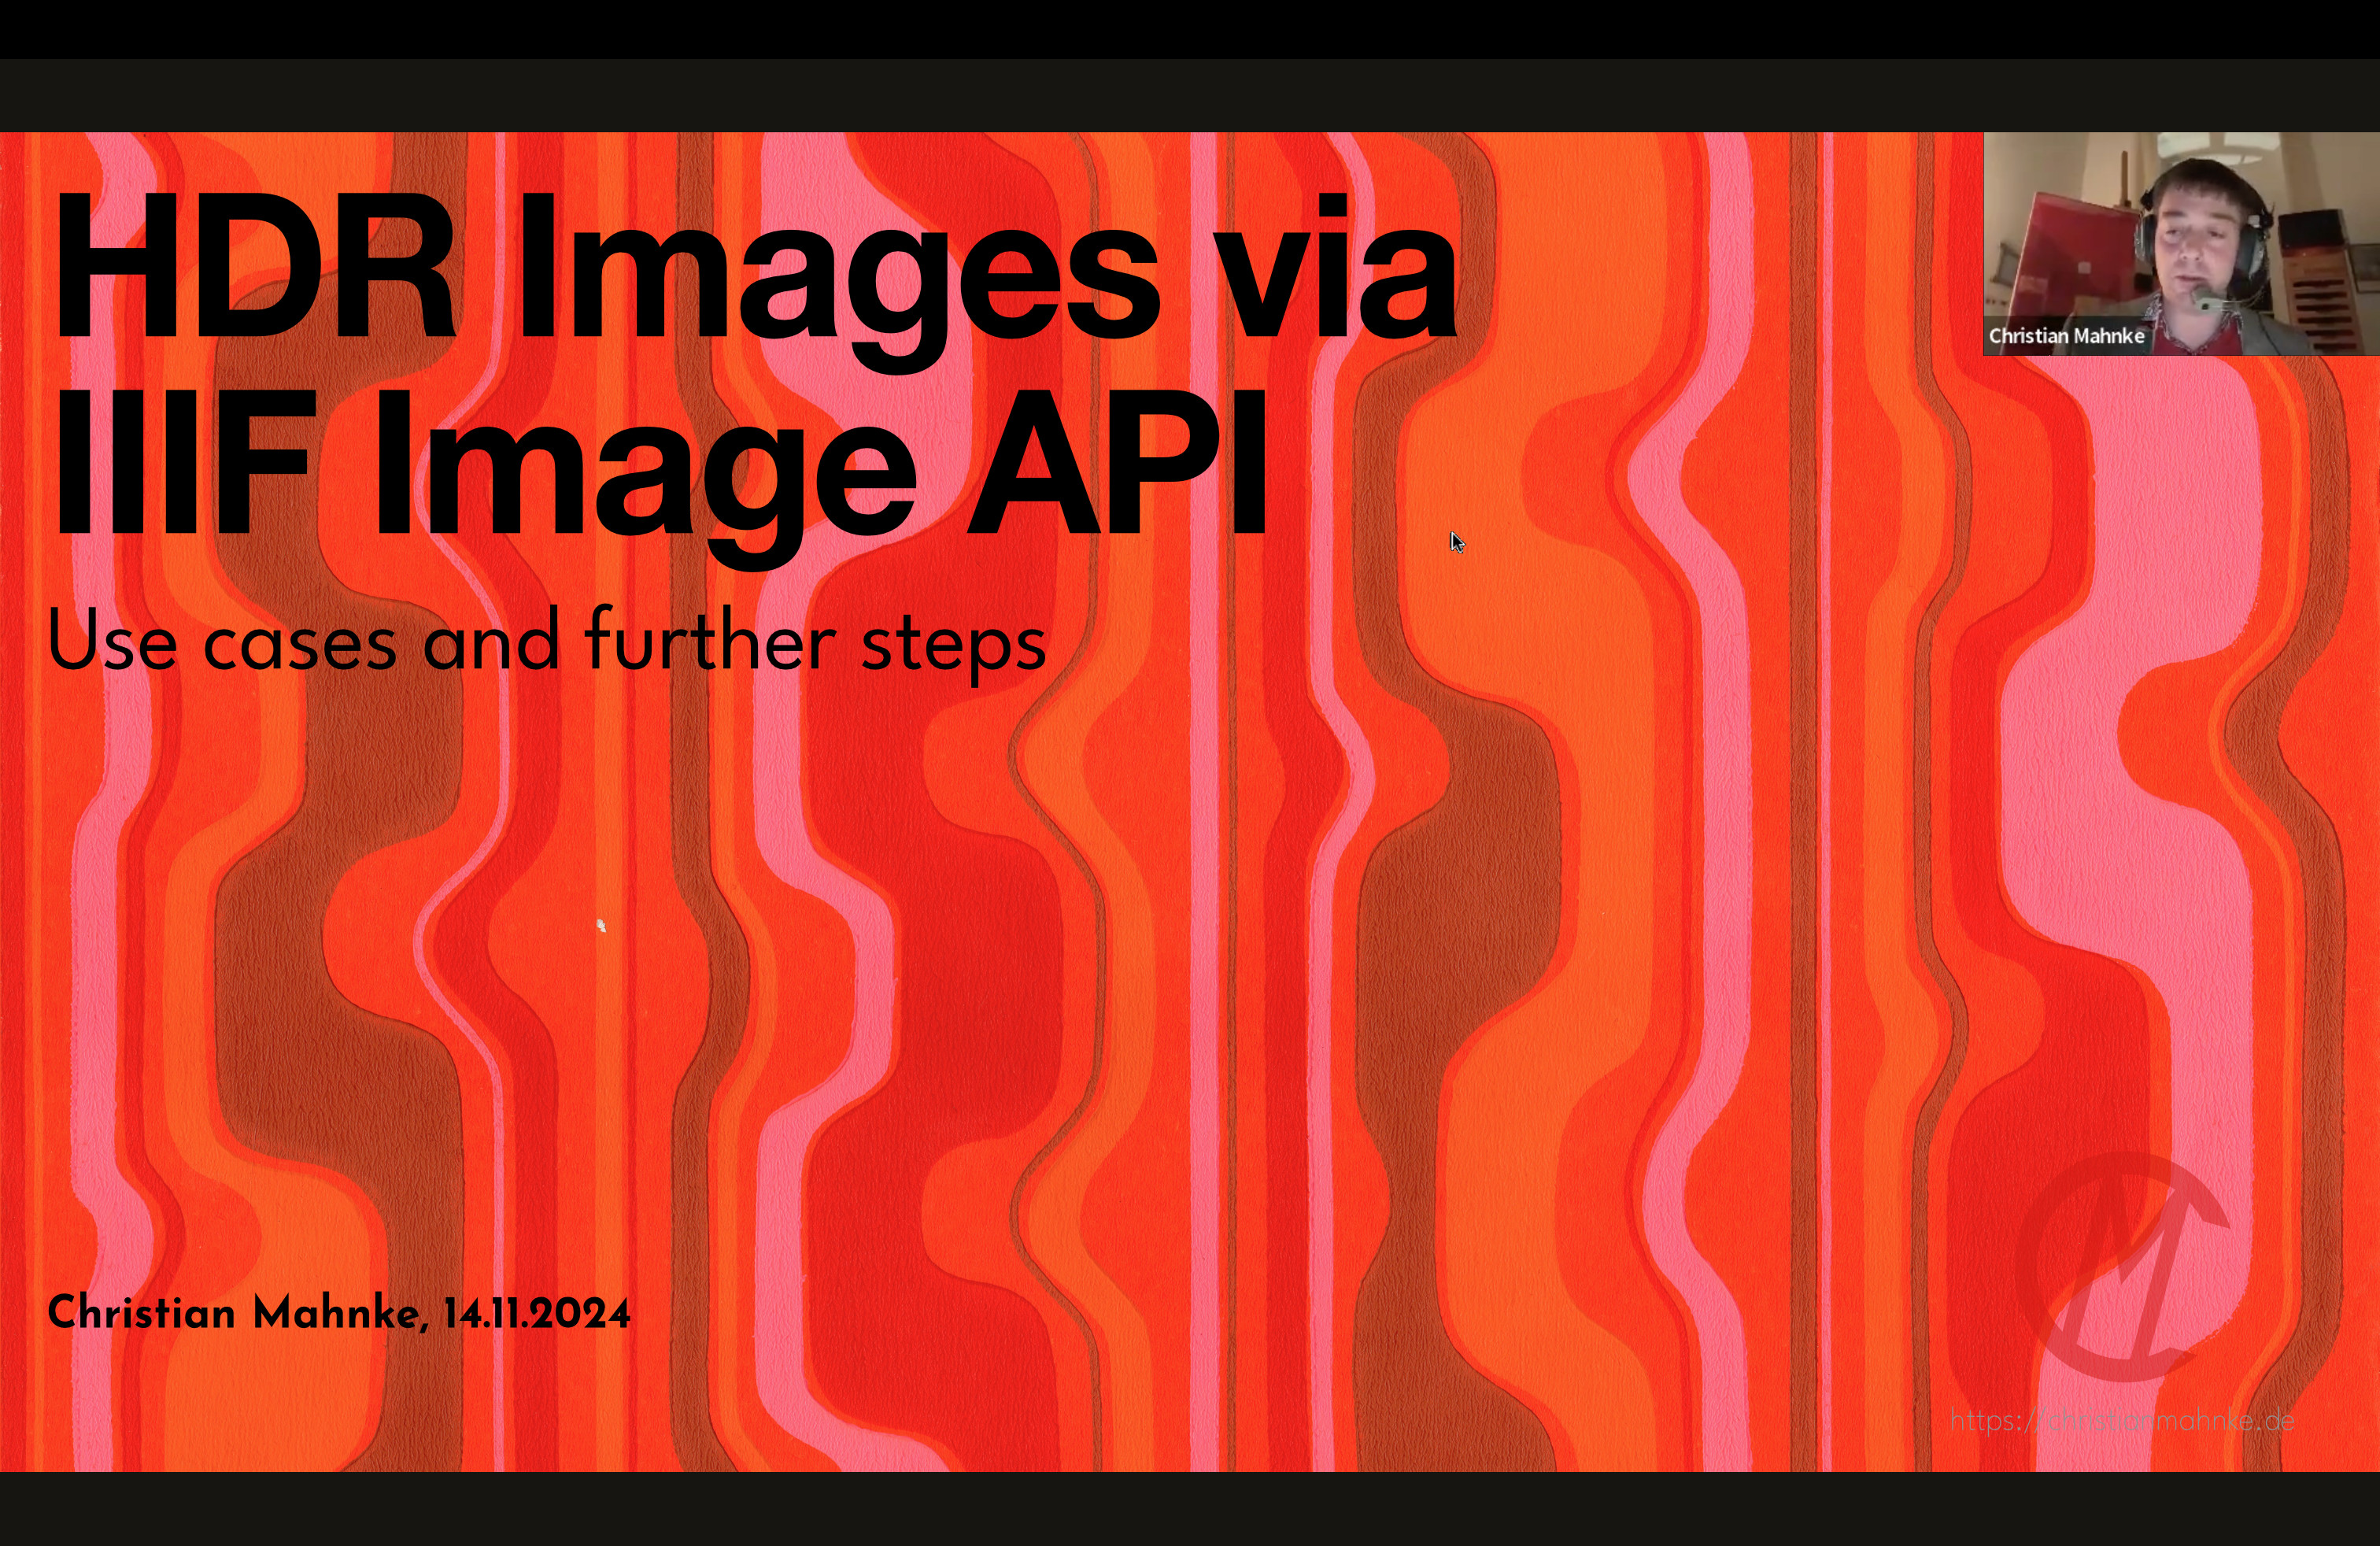 HDR Images via
IIIF Image API
Use cases and further steps
Christian Mahnke
Christian Mahnke, 14.11.2024
https://christianmahnke.de